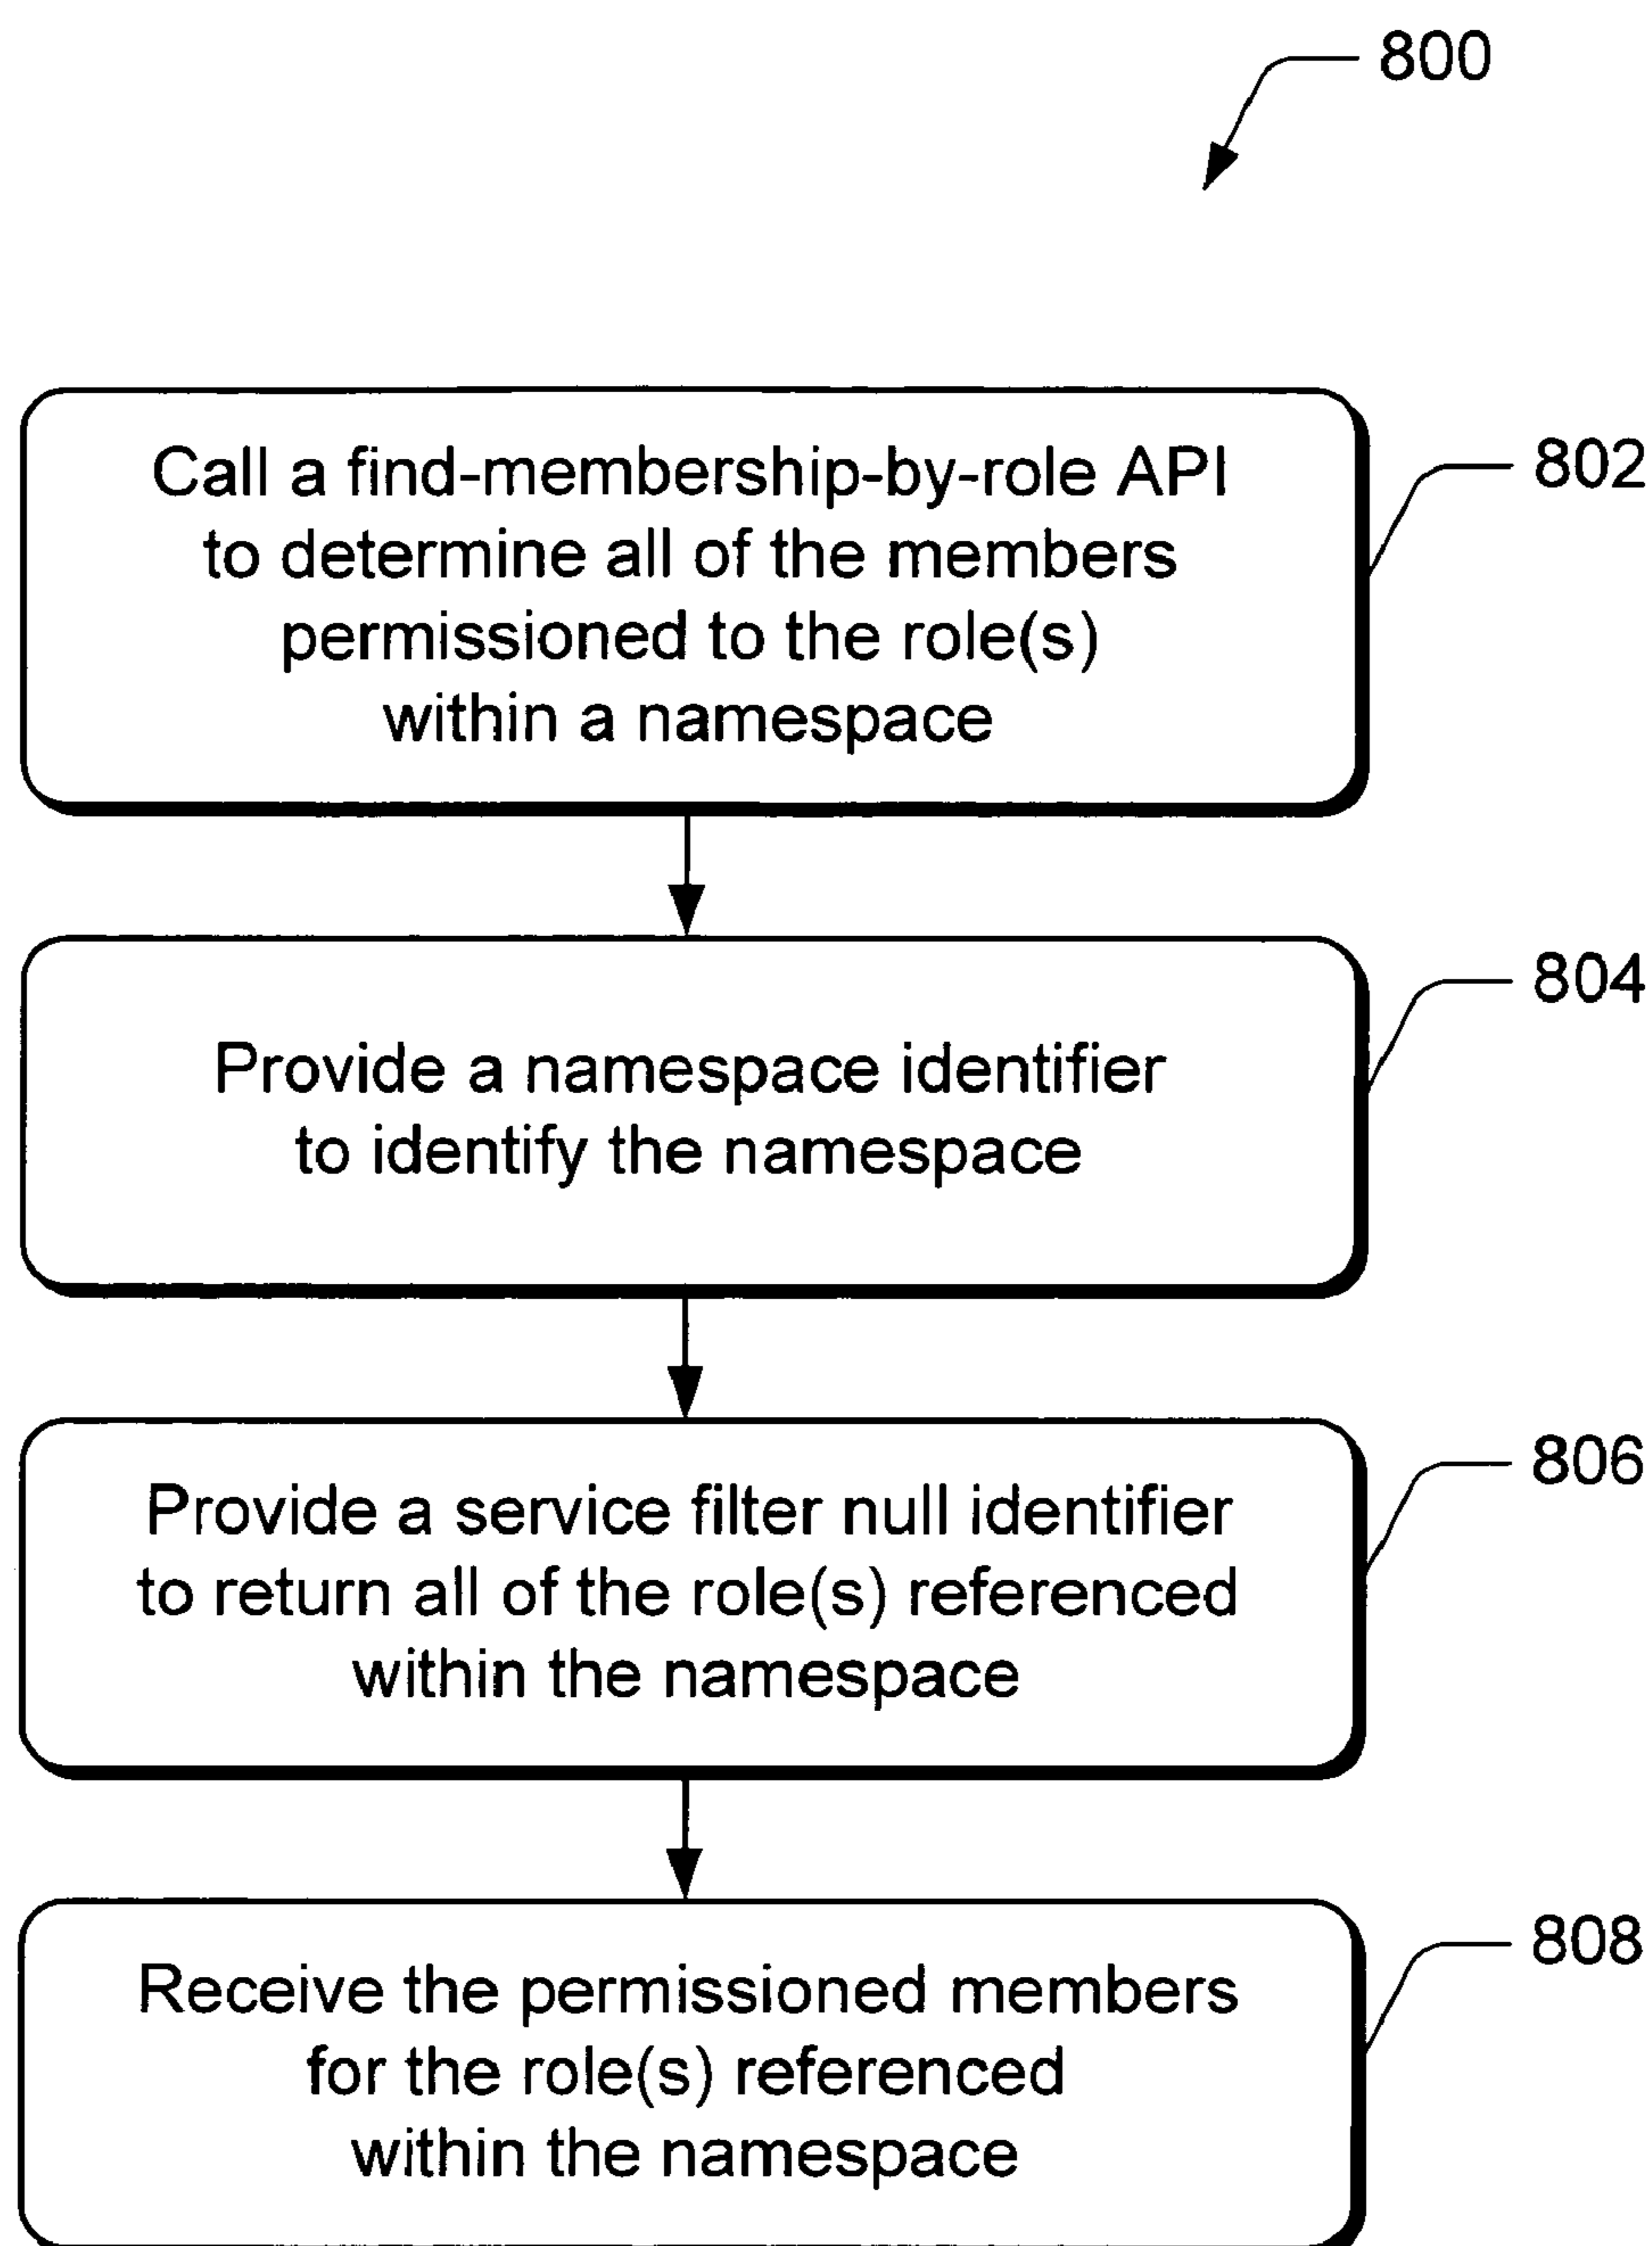 800
Call a find-membership-by-role API
to determine all of the members
permissioned to the role(s)
within a namespace
802
Provide a namespace identifier
to identify the namespace
804
Provide a service filter null identifier
to return all of the role(s) referenced
within the namespace
806
Receive the permissioned members
for the role(s) referenced
within the namespace
808